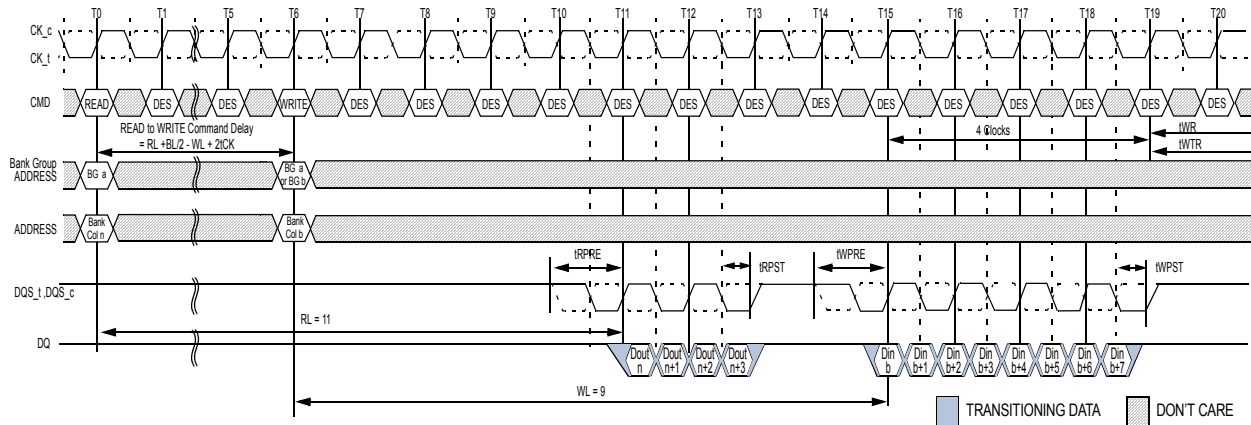 T0 T1 T5 T6 T7 T8 T9 T10 T11 T12 T13 T14 T15 T16 T17 T18 T19 T20
CK_c
CK_t
CMD READ DES DES WRITE DES DES DES DES DES DES DES DES DES DES DES DES DES DES
READ to WRITE Command Delay
= RL +BL/2 - WL + 2tCK
4 Clocks
tWR
tWTR
Bank Group
ADDRESS
BG a
BG a
or BG b
ADDRESS
Bank
Col n
Bank
Col b
tRPRE tRPST tWPRE tWPST
DQS_t ,DQS_c
RL = 11
DQ
Dout
n
Dout
n+1
Dout
n+2
Dout
n+3
Din
b
Din
b+1
Din
b+2
Din
b+3
Din
b+4
Din
b+5
Din
b+6
Din
b+7
WL = 9
TRANSITIONING DATA DON'T CARE